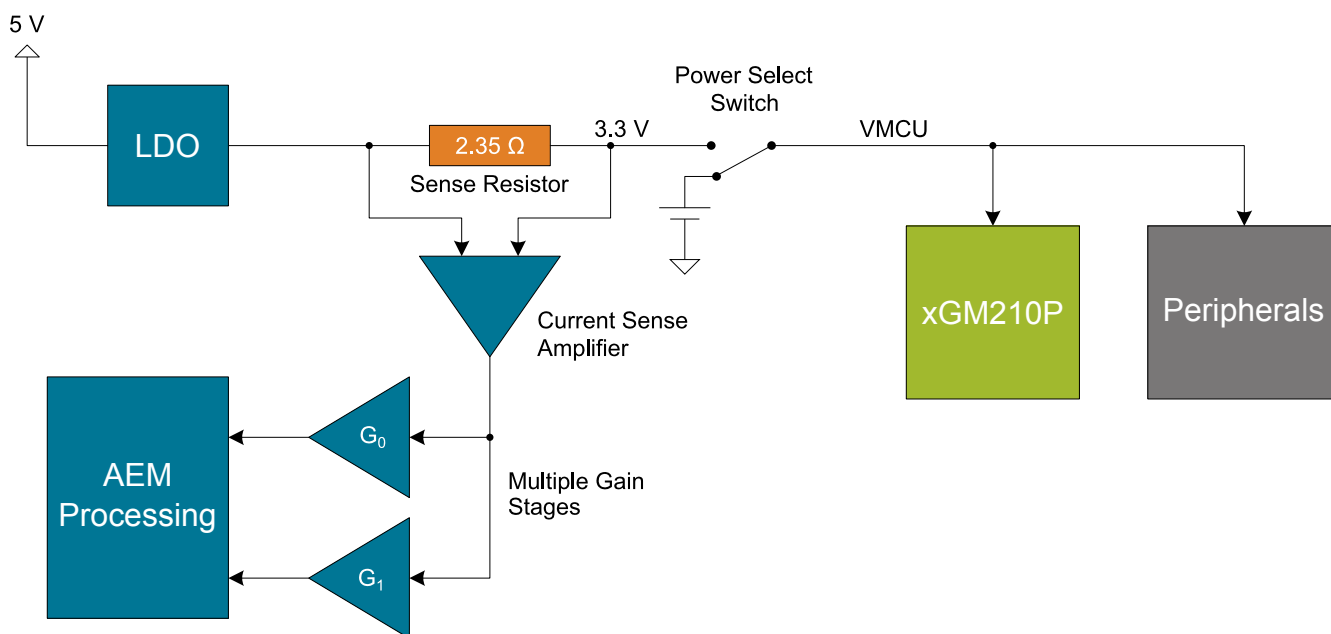 5 V
LDO
2.35 Ω
Sense Resistor
3.3 V
Power Select
Switch
VMCU
xGM210P
Peripherals
Current Sense
Amplifier
AEM
Processing
G₀
G₁
Multiple Gain
Stages